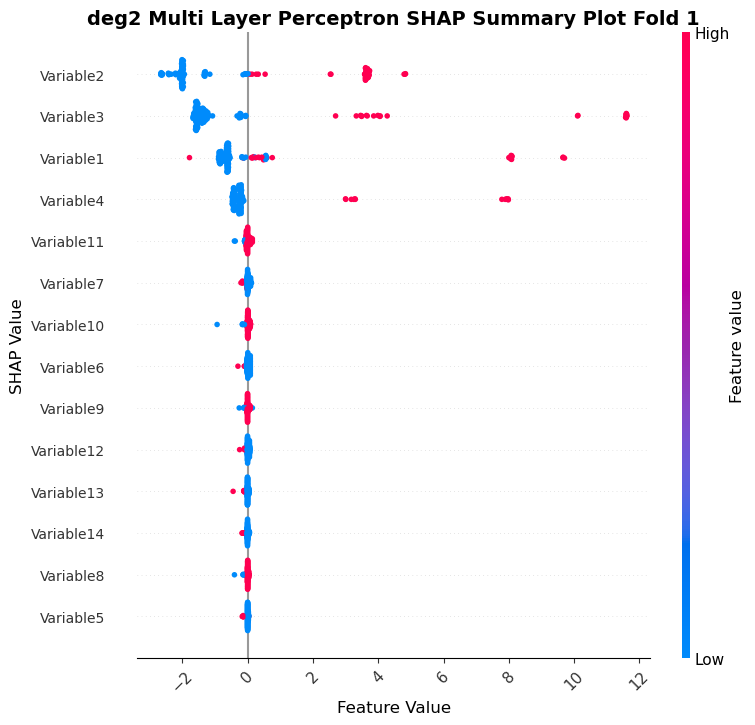 deg2 Multi Layer Perceptron SHAP Summary Plot Fold 1
High
Variable2
Variable3
Variable1
Variable4
Variable11
Variable7
Variable10
Variable6
Variable9
Variable12
Variable13
Variable14
Variable8
Variable5
SHAP Value
Feature value
Low
−2 0 2 4 6 8 10 12
Feature Value